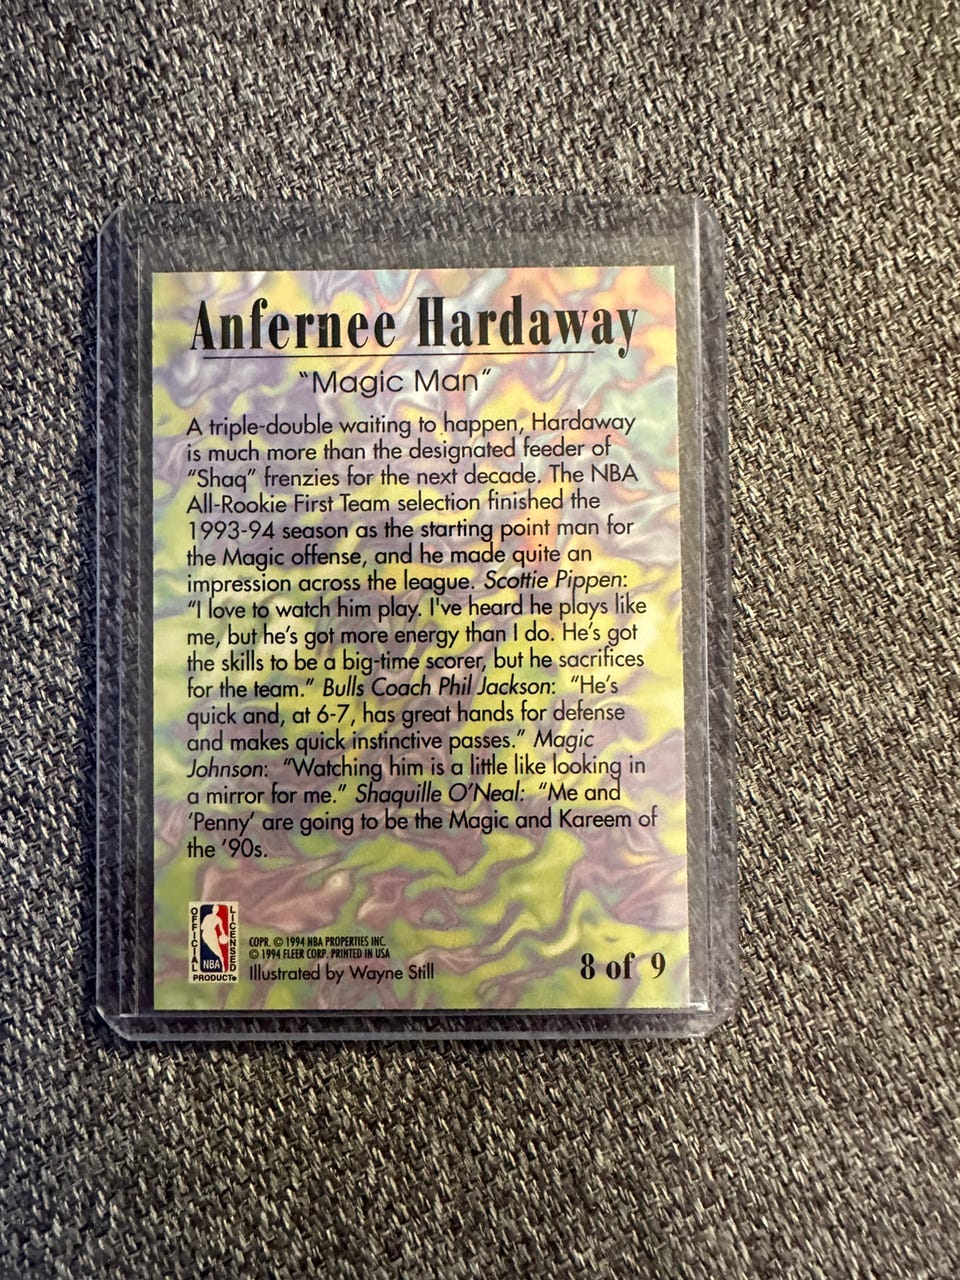 Anfernee Hardaway
“Magic Man”
A triple-double waiting to happen, Hardaway
is much more than the designated feeder of
“Shaq” frenzies for the next decade. The NBA
All-Rookie First Team selection finished the
1993-94 season as the starting point man for
the Magic offense, and he made quite an
impression across the league. Scottie Pippen:
“I love to watch him play. I've heard he plays like
me, but he’s got more energy than I do. He’s got
the skills to be a big-time scorer, but he sacrifices
for the team.” Bulls Coach Phil Jackson: “He’s
quick and, at 6-7, has great hands for defense
and makes quick instinctive passes.” Magic
Johnson: “Watching him is a little like looking in
a mirror for me.” Shaquille O’Neal: “Me and
‘Penny’ are going to be the Magic and Kareem of
the ’90s.
OFFICIAL
LICENSED
NBA
PRODUCT®
COPR. © 1994 NBA PROPERTIES INC.
© 1994 FLEER CORP. PRINTED IN USA
Illustrated by Wayne Still
8 of 9